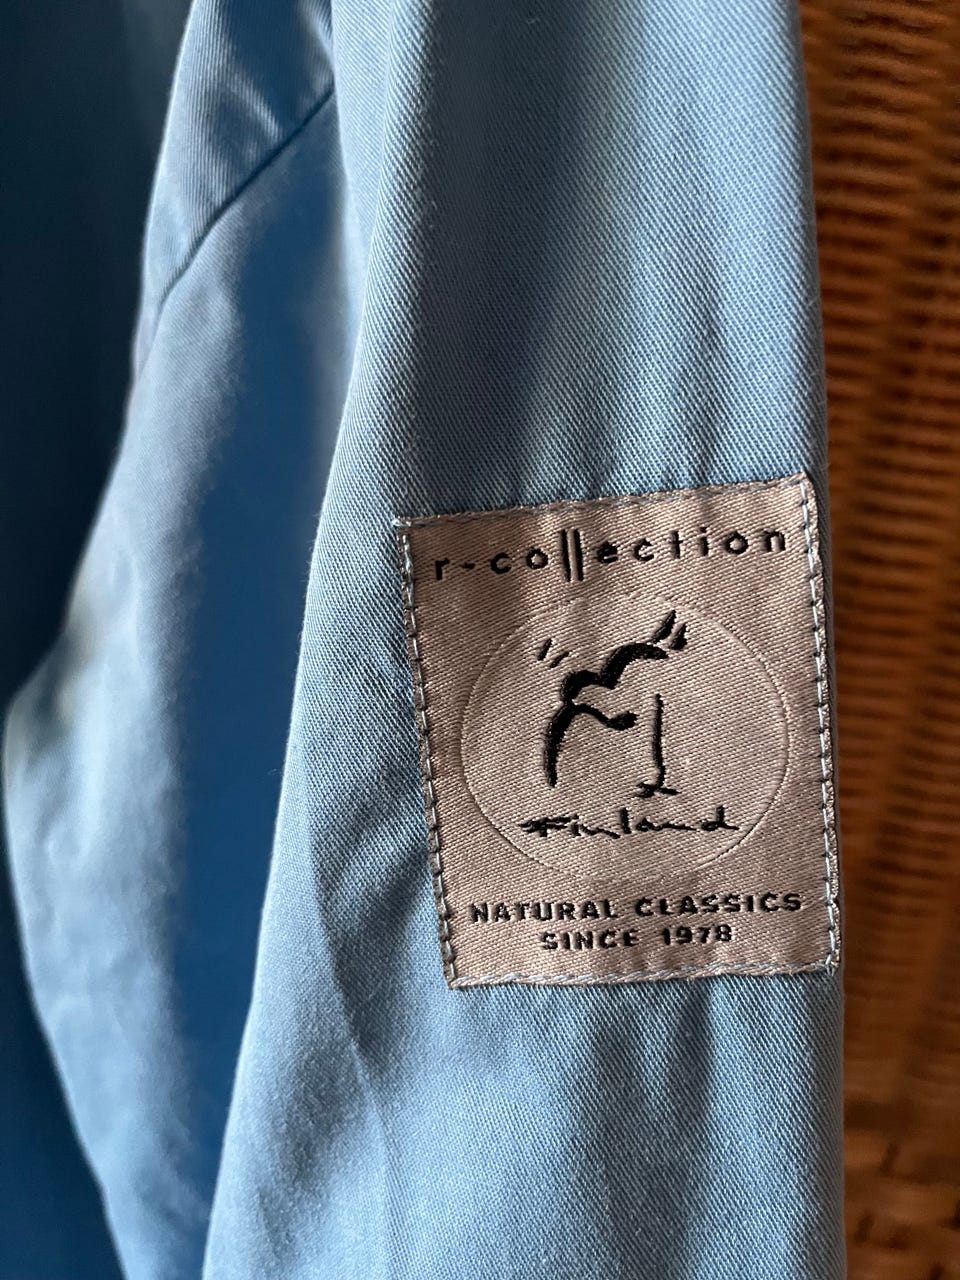 r-collection
Finland
NATURAL CLASSICS
SINCE 1978